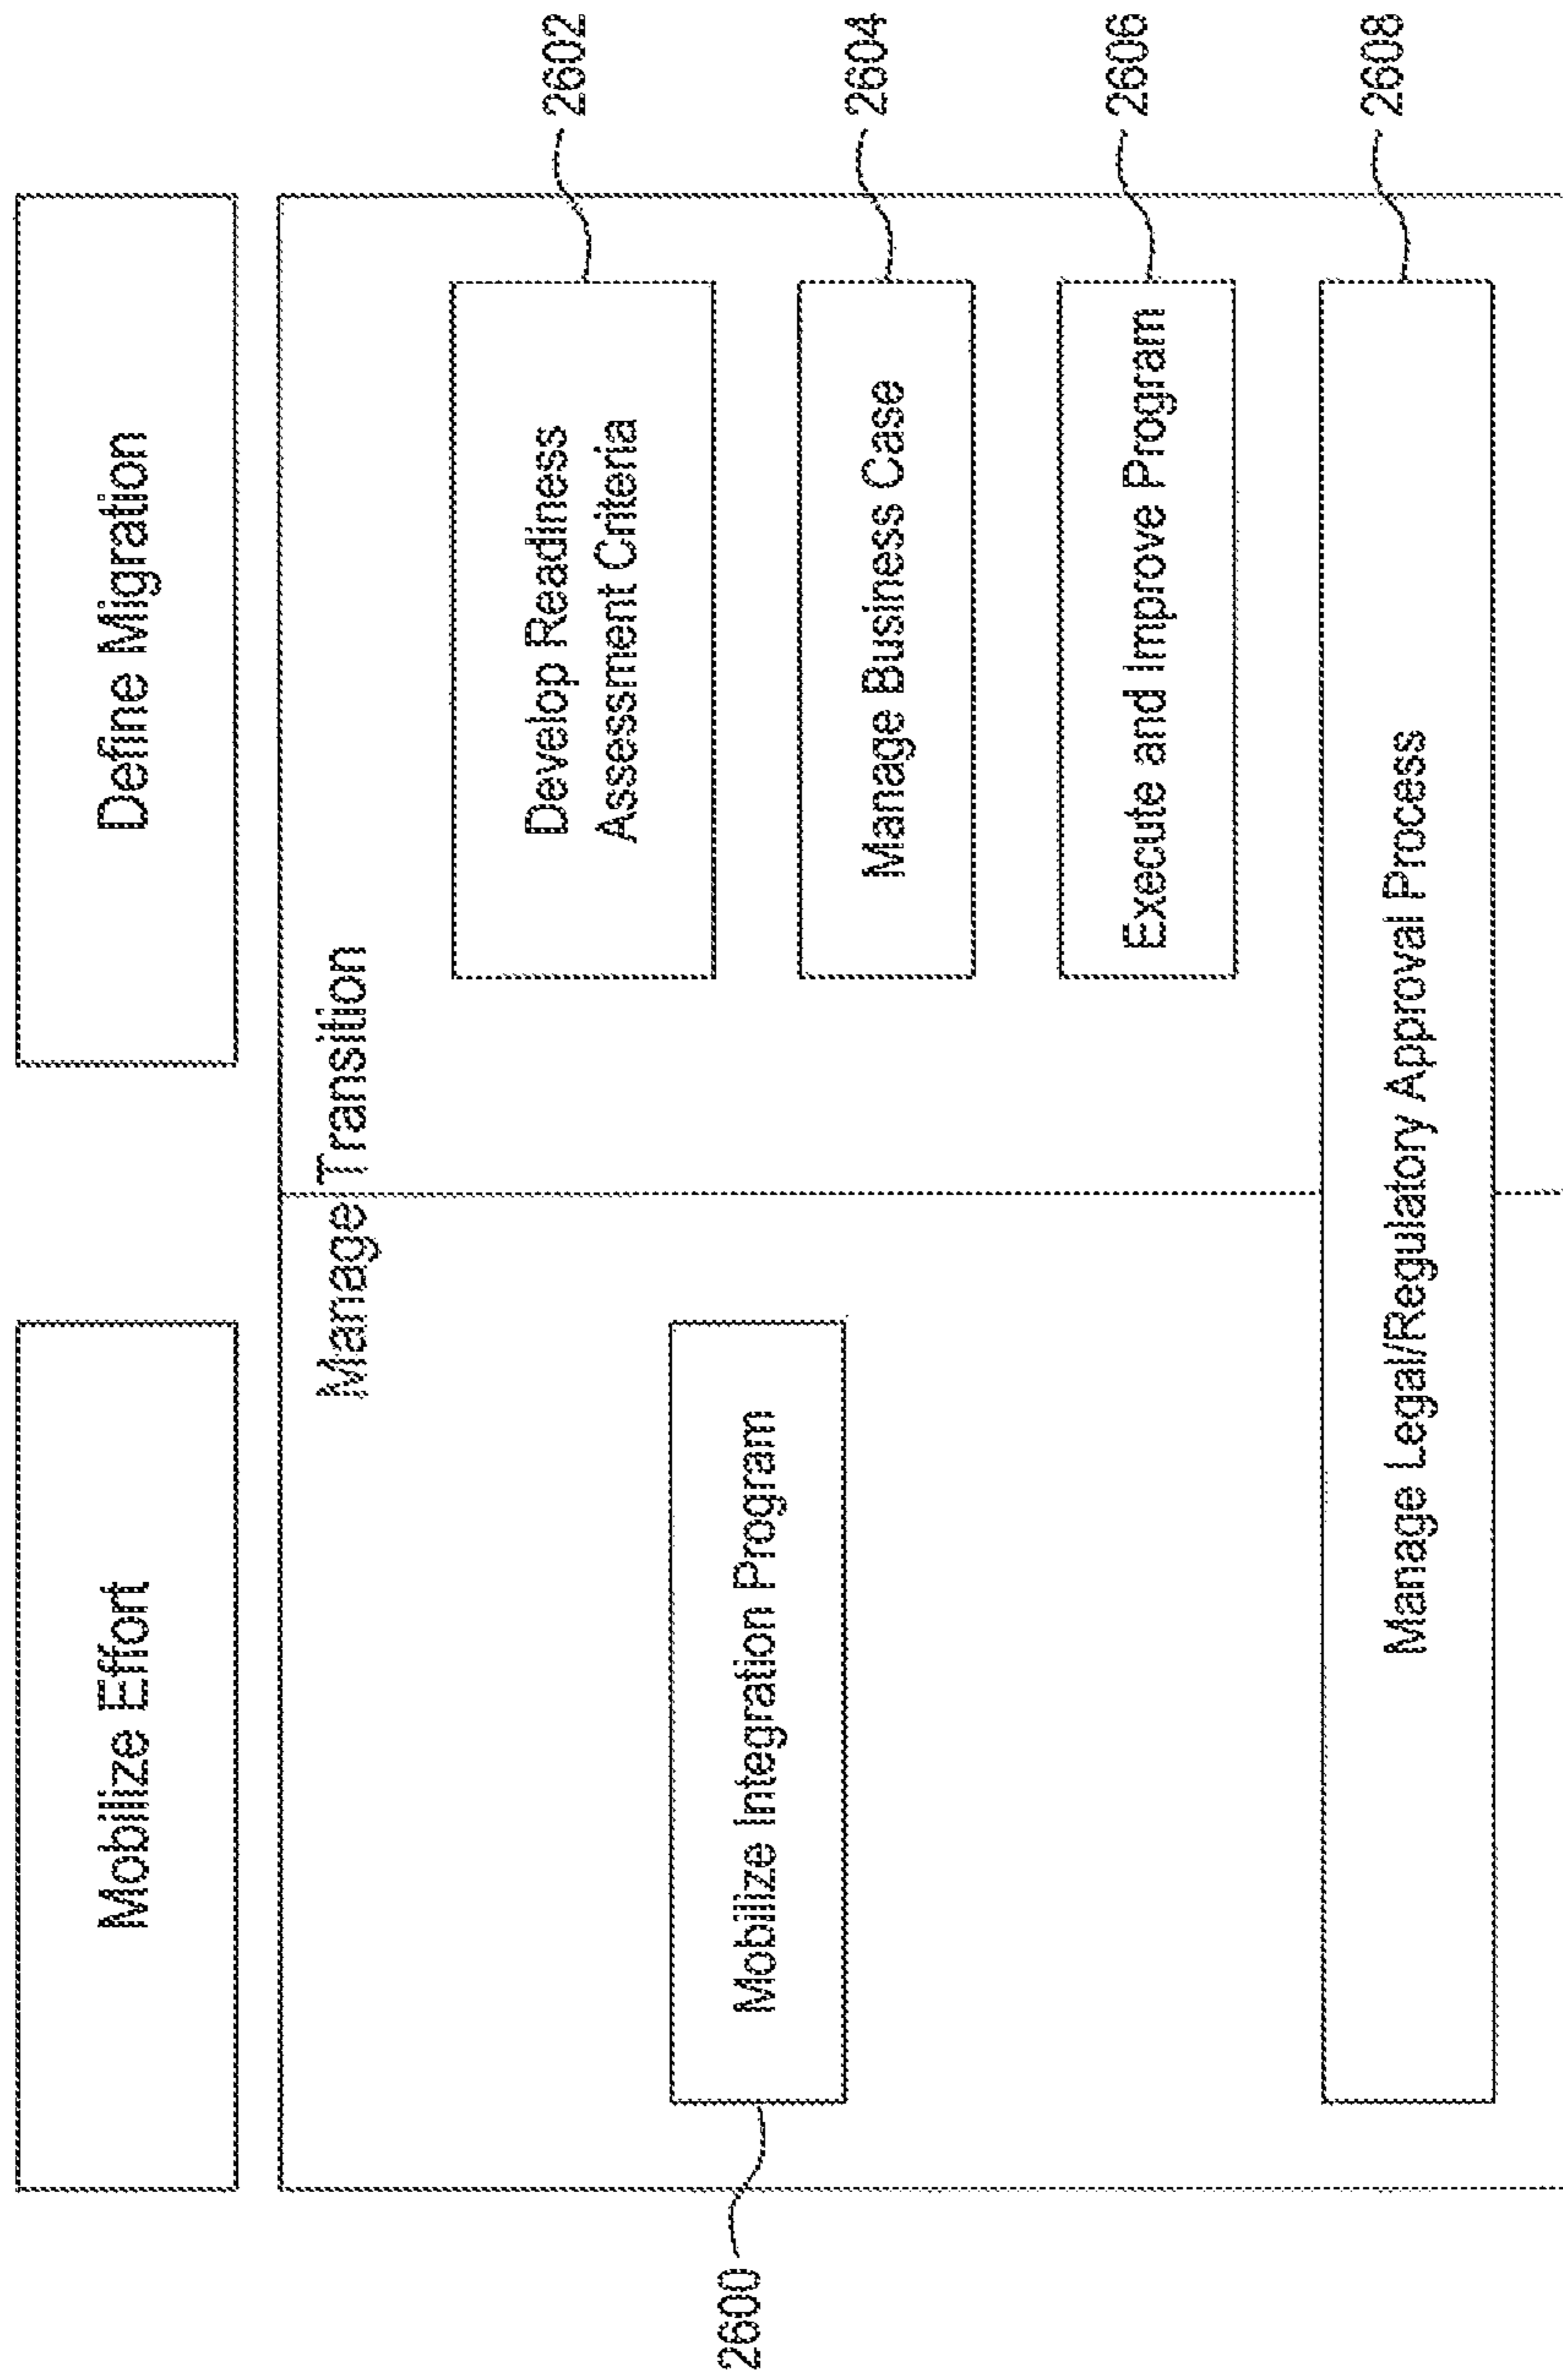 Mobilize Effort
Define Migration
Manage Transition
2600
Mobilize Integration Program
Develop Readiness
Assessment Criteria
2602
Manage Business Case
2604
Execute and Improve Program
2606
Manage Legal/Regulatory Approval Process
2608